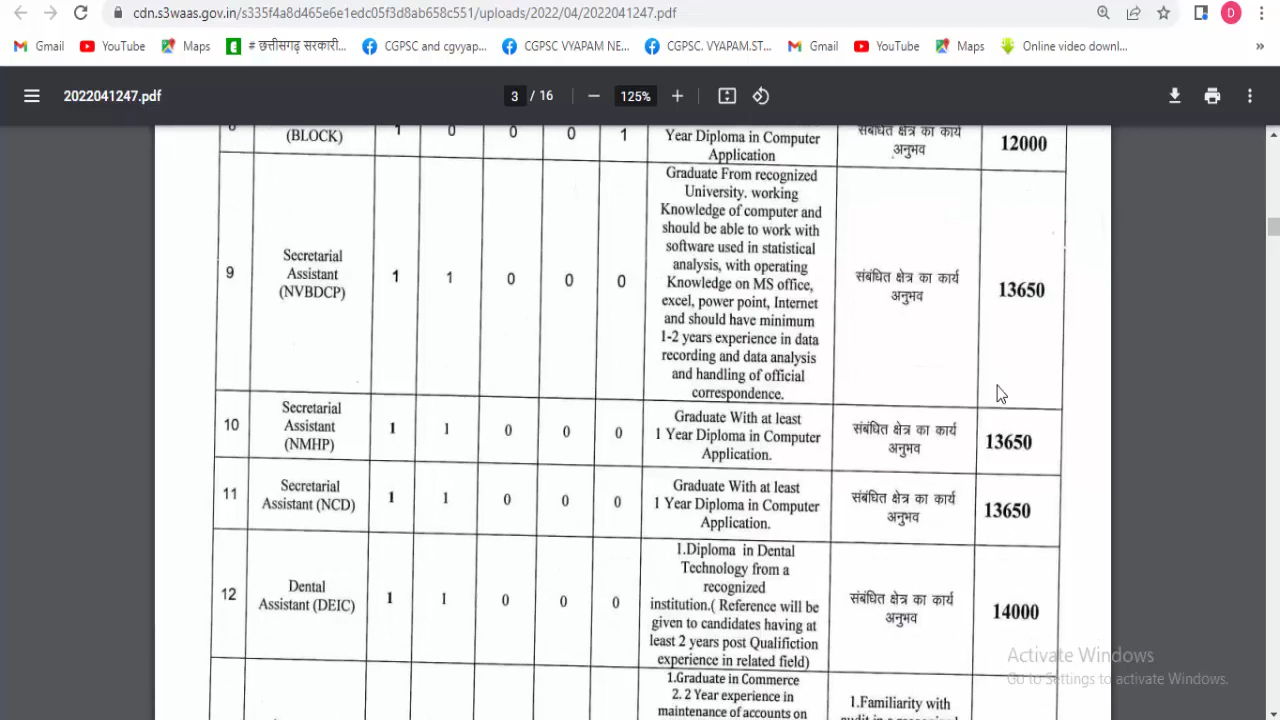 cdn.s3waas.gov.in/s335f4a8d465e6e1edc05f3d8ab658c551/uploads/2022/04/2022041247.pdf
D
Gmail YouTube Maps # छत्तीसगढ़ सरकारी... CGPSC and cgvyap... CGPSC VYAPAM NE... CGPSC. VYAPAM.ST... Gmail YouTube Maps Online video downl... »
2022041247.pdf 3 / 16 — 125% +
(BLOCK) 1 0 0 0 1 Year Diploma in Computer
Application
संबंधित क्षेत्र का कार्य
अनुभव
12000
9
Secretarial
Assistant
(NVBDCP)
1 1 0 0 0
Graduate From recognized
University. working
Knowledge of computer and
should be able to work with
software used in statistical
analysis, with operating
Knowledge on MS office,
excel, power point, Internet
and should have minimum
1-2 years experience in data
recording and data analysis
and handling of official
correspondence.
संबंधित क्षेत्र का कार्य
अनुभव
13650
10
Secretarial
Assistant
(NMHP)
1 1 0 0 0
Graduate With at least
1 Year Diploma in Computer
Application.
संबंधित क्षेत्र का कार्य
अनुभव
13650
11
Secretarial
Assistant (NCD)
1 1 0 0 0
Graduate With at least
1 Year Diploma in Computer
Application.
संबंधित क्षेत्र का कार्य
अनुभव
13650
12
Dental
Assistant (DEIC)
1 1 0 0 0
1.Diploma in Dental
Technology from a
recognized
institution.( Reference will be
given to candidates having at
least 2 years post Qualifiction
experience in related field)
संबंधित क्षेत्र का कार्य
अनुभव
14000
1.Graduate in Commerce
2. 2 Year experience in
maintenance of accounts on
1.Familiarity with
Activate Windows
Go to Settings to activate Windows.